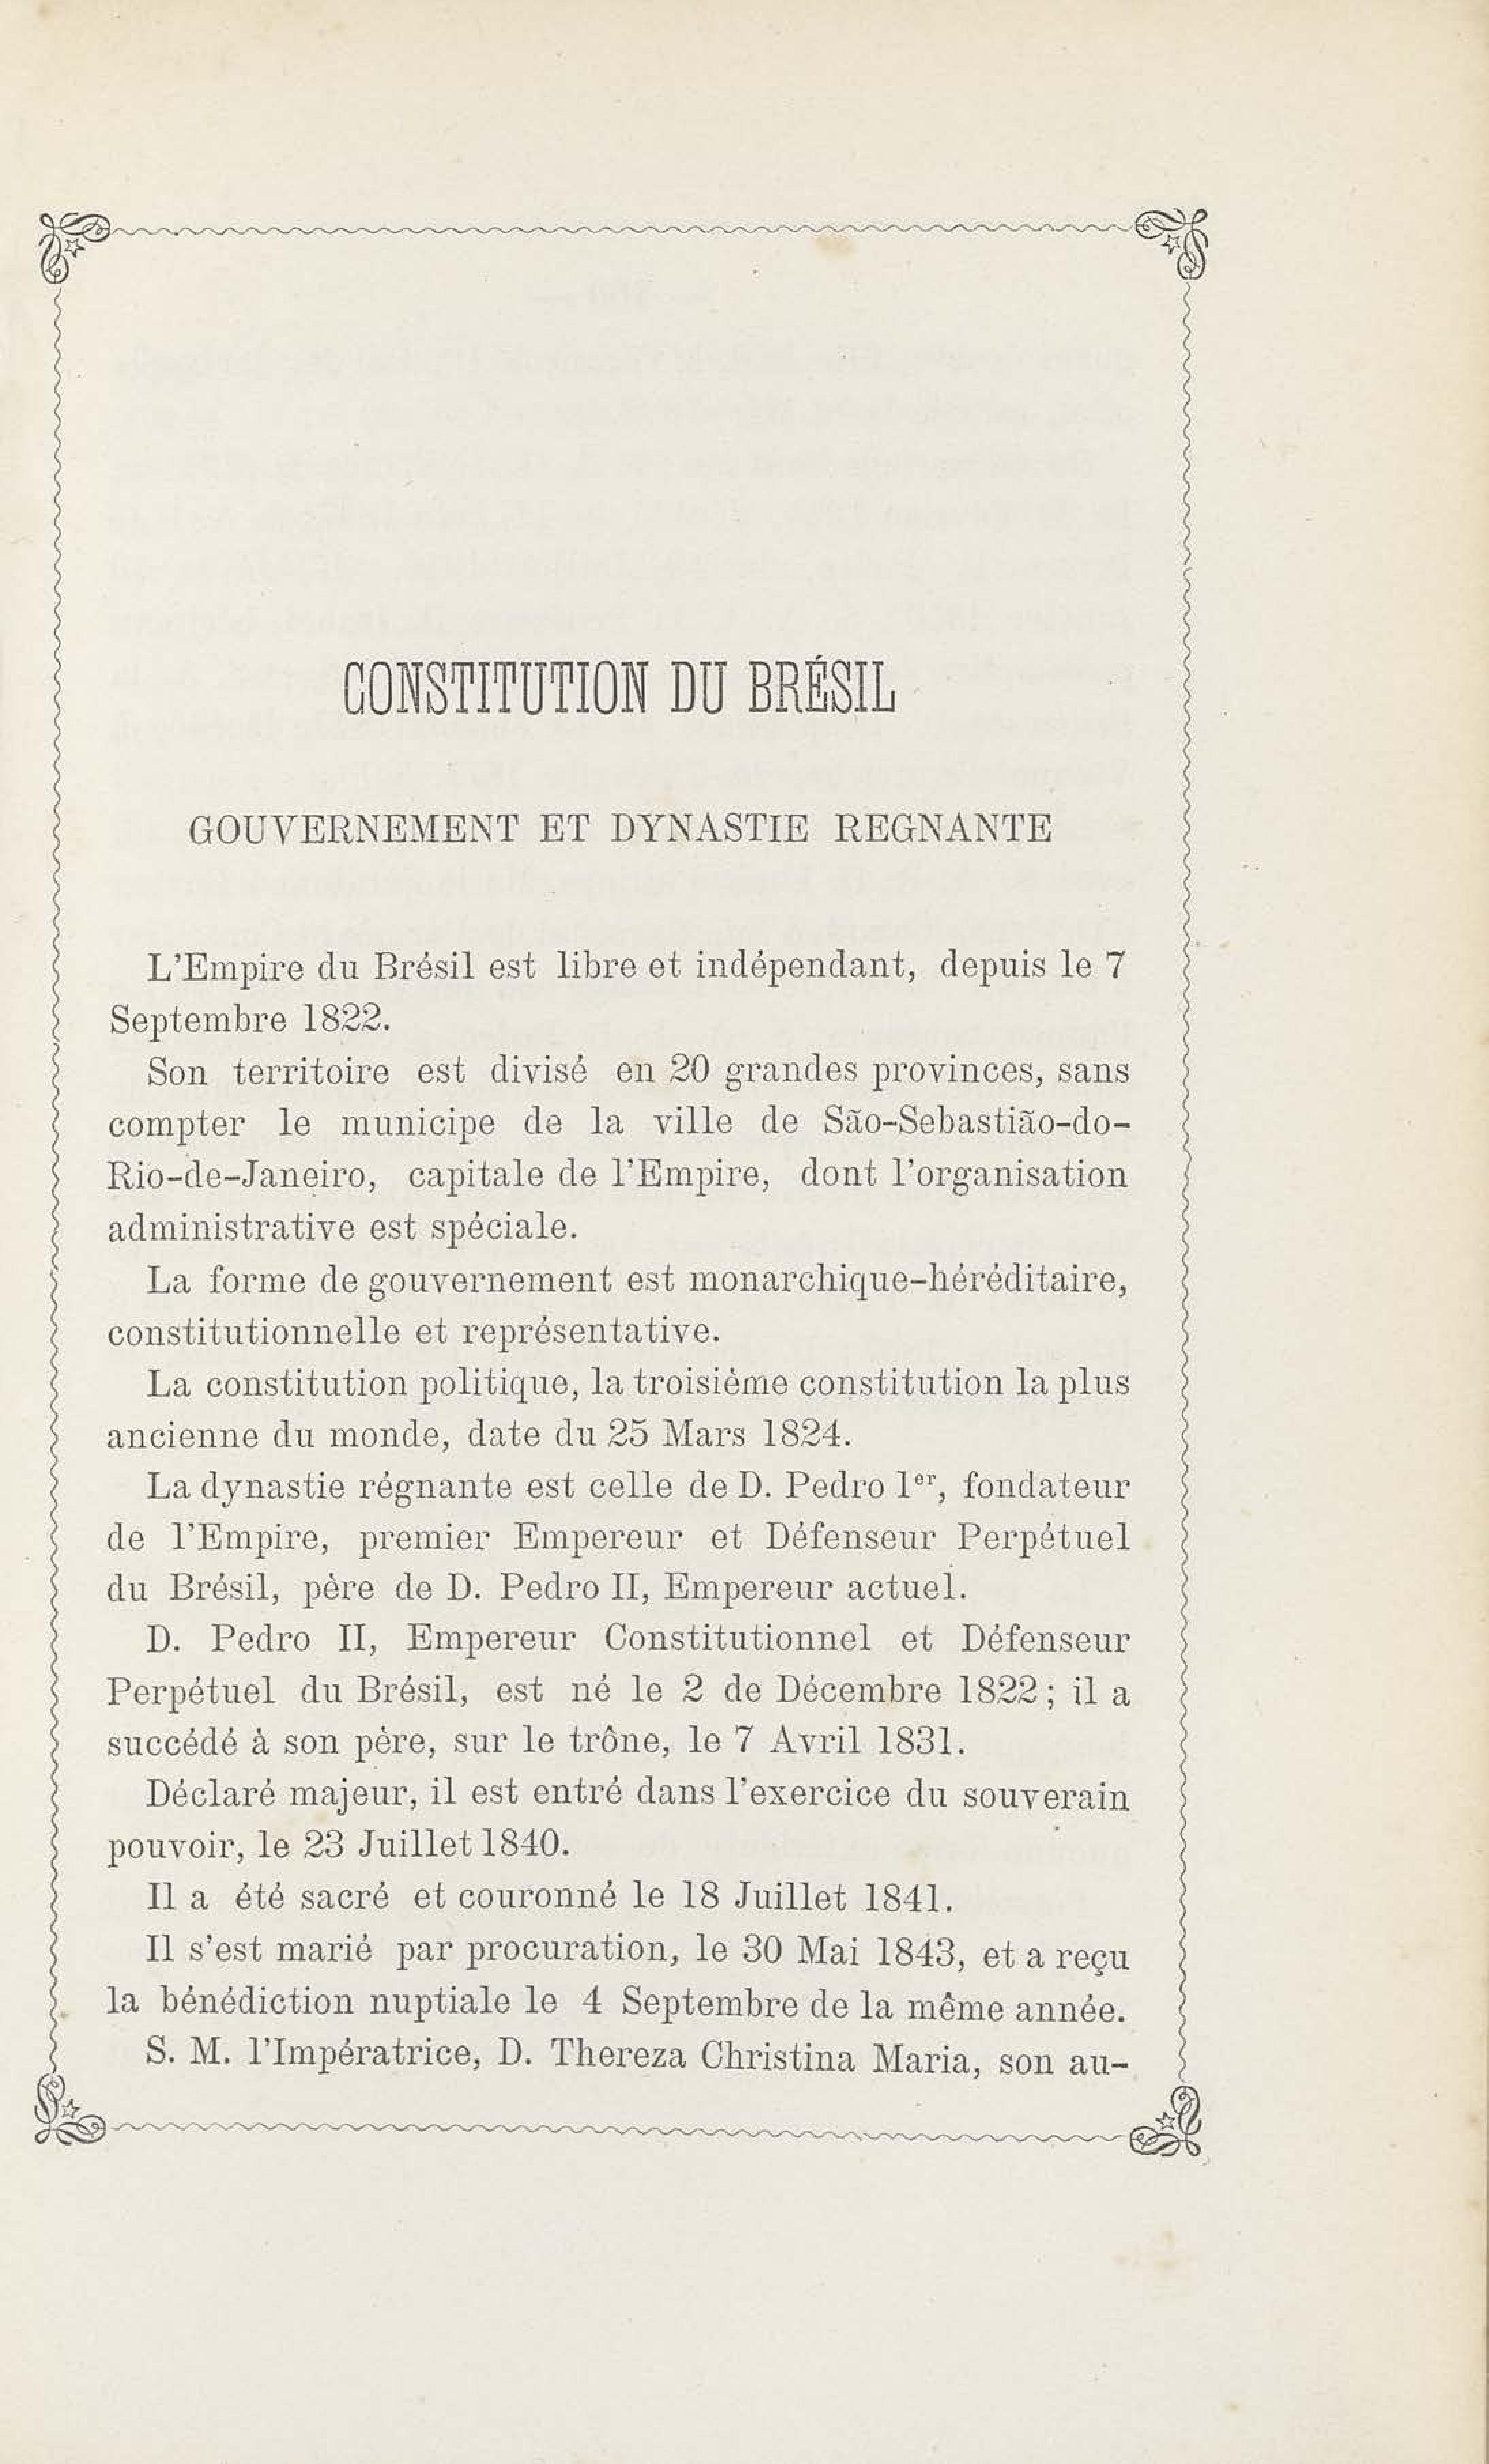 CONSTITUTION DU BRÉSIL
GOUVERNEMENT ET DYNASTIE REGNANTE
L'Empire du Brésil est libre et indépendant, depuis le 7
Septembre 1822.
Son territoire est divisé en 20 grandes provinces, sans
compter le municipe de la ville de São-Sebastião-do-
Rio-de-Janeiro, capitale de l'Empire, dont l'organisation
administrative est spéciale.
La forme de gouvernement est monarchique-héréditaire,
constitutionnelle et représentative.
La constitution politique, la troisième constitution la plus
ancienne du monde, date du 25 Mars 1824.
La dynastie régnante est celle de D. Pedro 1er, fondateur
de l'Empire, premier Empereur et Défenseur Perpétuel
du Brésil, père de D. Pedro II, Empereur actuel.
D. Pedro II, Empereur Constitutionnel et Défenseur
Perpétuel du Brésil, est né le 2 de Décembre 1822; il a
succédé à son père, sur le trône, le 7 Avril 1831.
Déclaré majeur, il est entré dans l'exercice du souverain
pouvoir, le 23 Juillet 1840.
Il a été sacré et couronné le 18 Juillet 1841.
Il s'est marié par procuration, le 30 Mai 1843, et a reçu
la bénédiction nuptiale le 4 Septembre de la même année.
S. M. l'Impératrice, D. Thereza Christina Maria, son au-